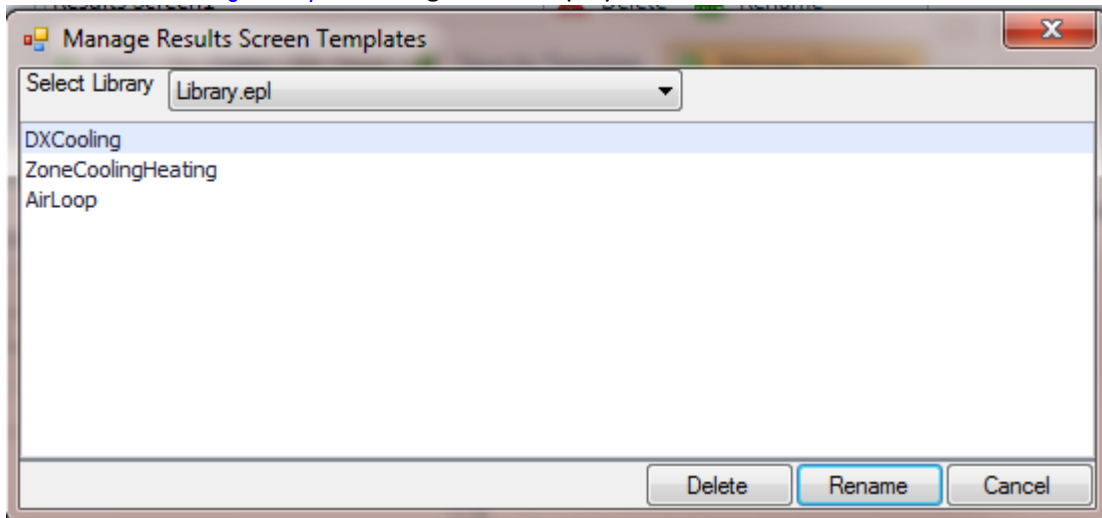 Manage Results Screen Templates
Select Library Library.epl
DXCooling
ZoneCoolingHeating
AirLoop
Delete Rename Cancel